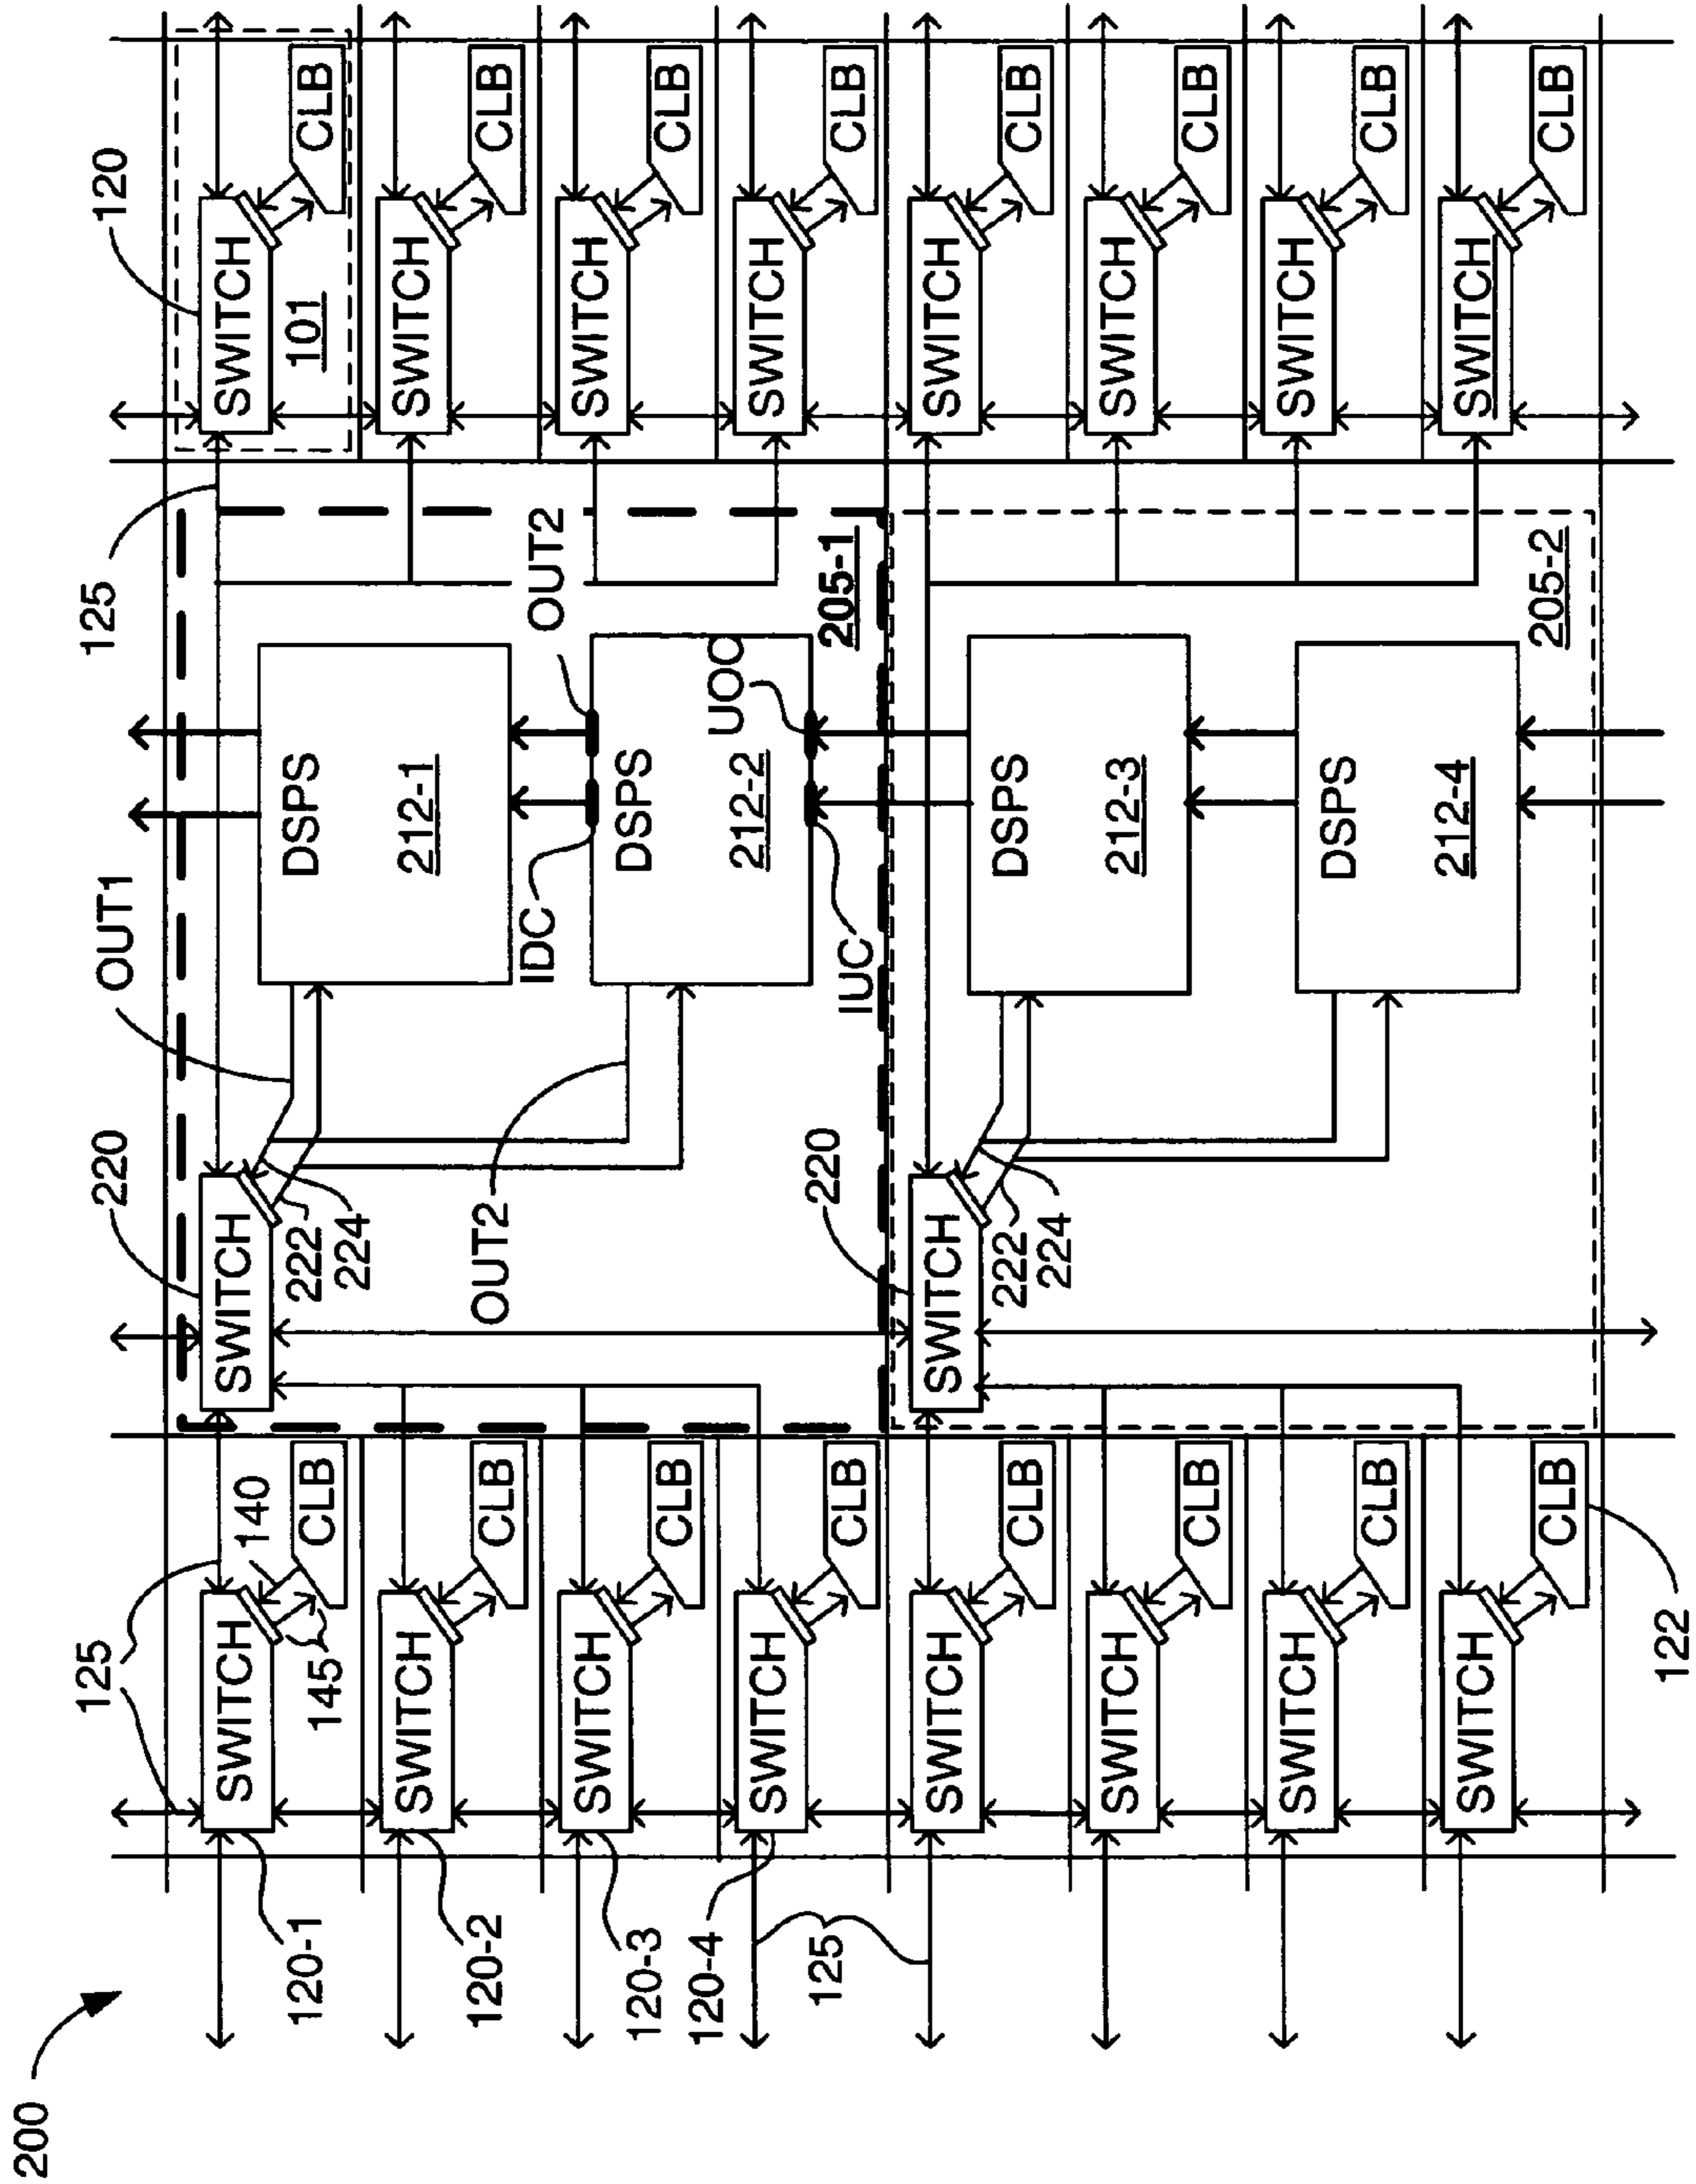 200
125
220
OUT1
125
120
SWITCH
SWITCH
SWITCH
140
120-1
CLB
222
DSPS
101
CLB
145
224
SWITCH
212-1
SWITCH
120-2
CLB
OUT2
CLB
IDC
OUT2
SWITCH
SWITCH
120-3
DSPS
CLB
CLB
120-4
UOC
212-2
SWITCH
SWITCH
125
220
205-1
CLB
CLB
IUC
SWITCH
SWITCH
SWITCH
222
DSPS
CLB
CLB
224
SWITCH
212-3
SWITCH
CLB
CLB
SWITCH
SWITCH
DSPS
CLB
CLB
SWITCH
212-4
SWITCH
CLB
205-2
CLB
122